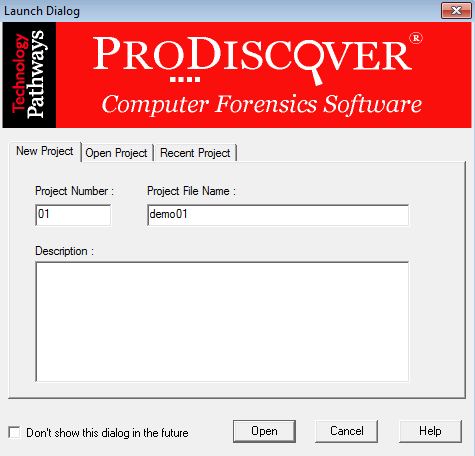 Launch Dialog
Technology
Pathways
PRODISCOVER®
Computer Forensics Software
New Project
Open Project
Recent Project
Project Number :
Project File Name :
01
demo01
Description :
Don't show this dialog in the future
Open
Cancel
Help